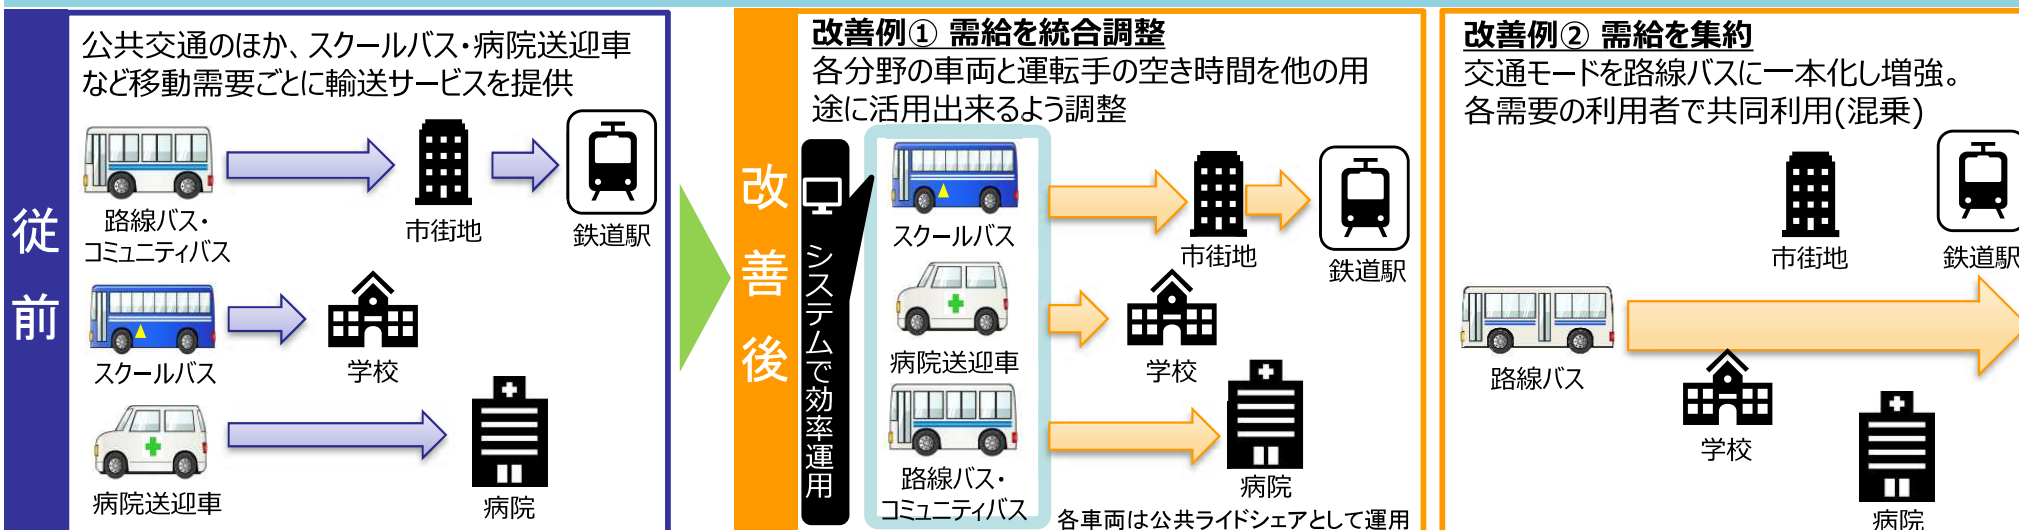 従前
公共交通のほか、スクールバス・病院送迎車
など移動需要ごとに輸送サービスを提供
路線バス・
コミュニティバス
市街地
鉄道駅
スクールバス
学校
病院送迎車
病院
改善後
改善例① 需給を統合調整
各分野の車両と運転手の空き時間を他の用
途に活用出来るよう調整
システムで効率運用
スクールバス
市街地
鉄道駅
病院送迎車
学校
路線バス・
コミュニティバス
病院
各車両は公共ライドシェアとして運用
改善例② 需給を集約
交通モードを路線バスに一本化し増強。
各需要の利用者で共同利用(混乗)
市街地
鉄道駅
路線バス
学校
病院